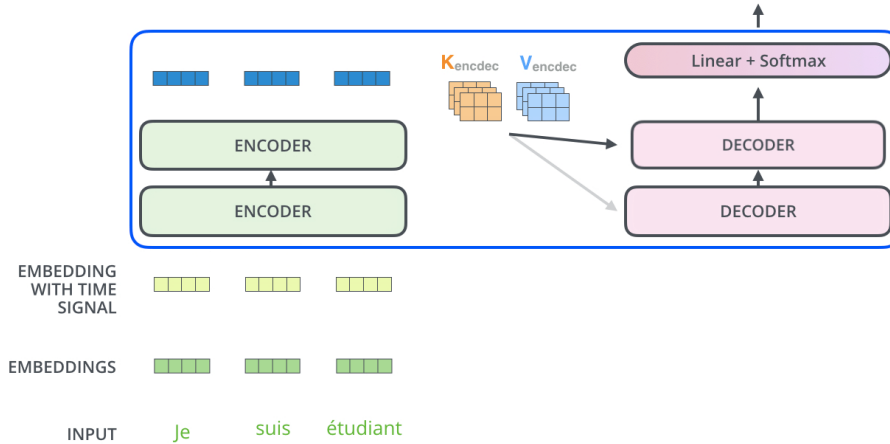 Kencdec Vencdec
Linear + Softmax
ENCODER
DECODER
ENCODER
DECODER
EMBEDDING
WITH TIME
SIGNAL
EMBEDDINGS
INPUT Je suis étudiant